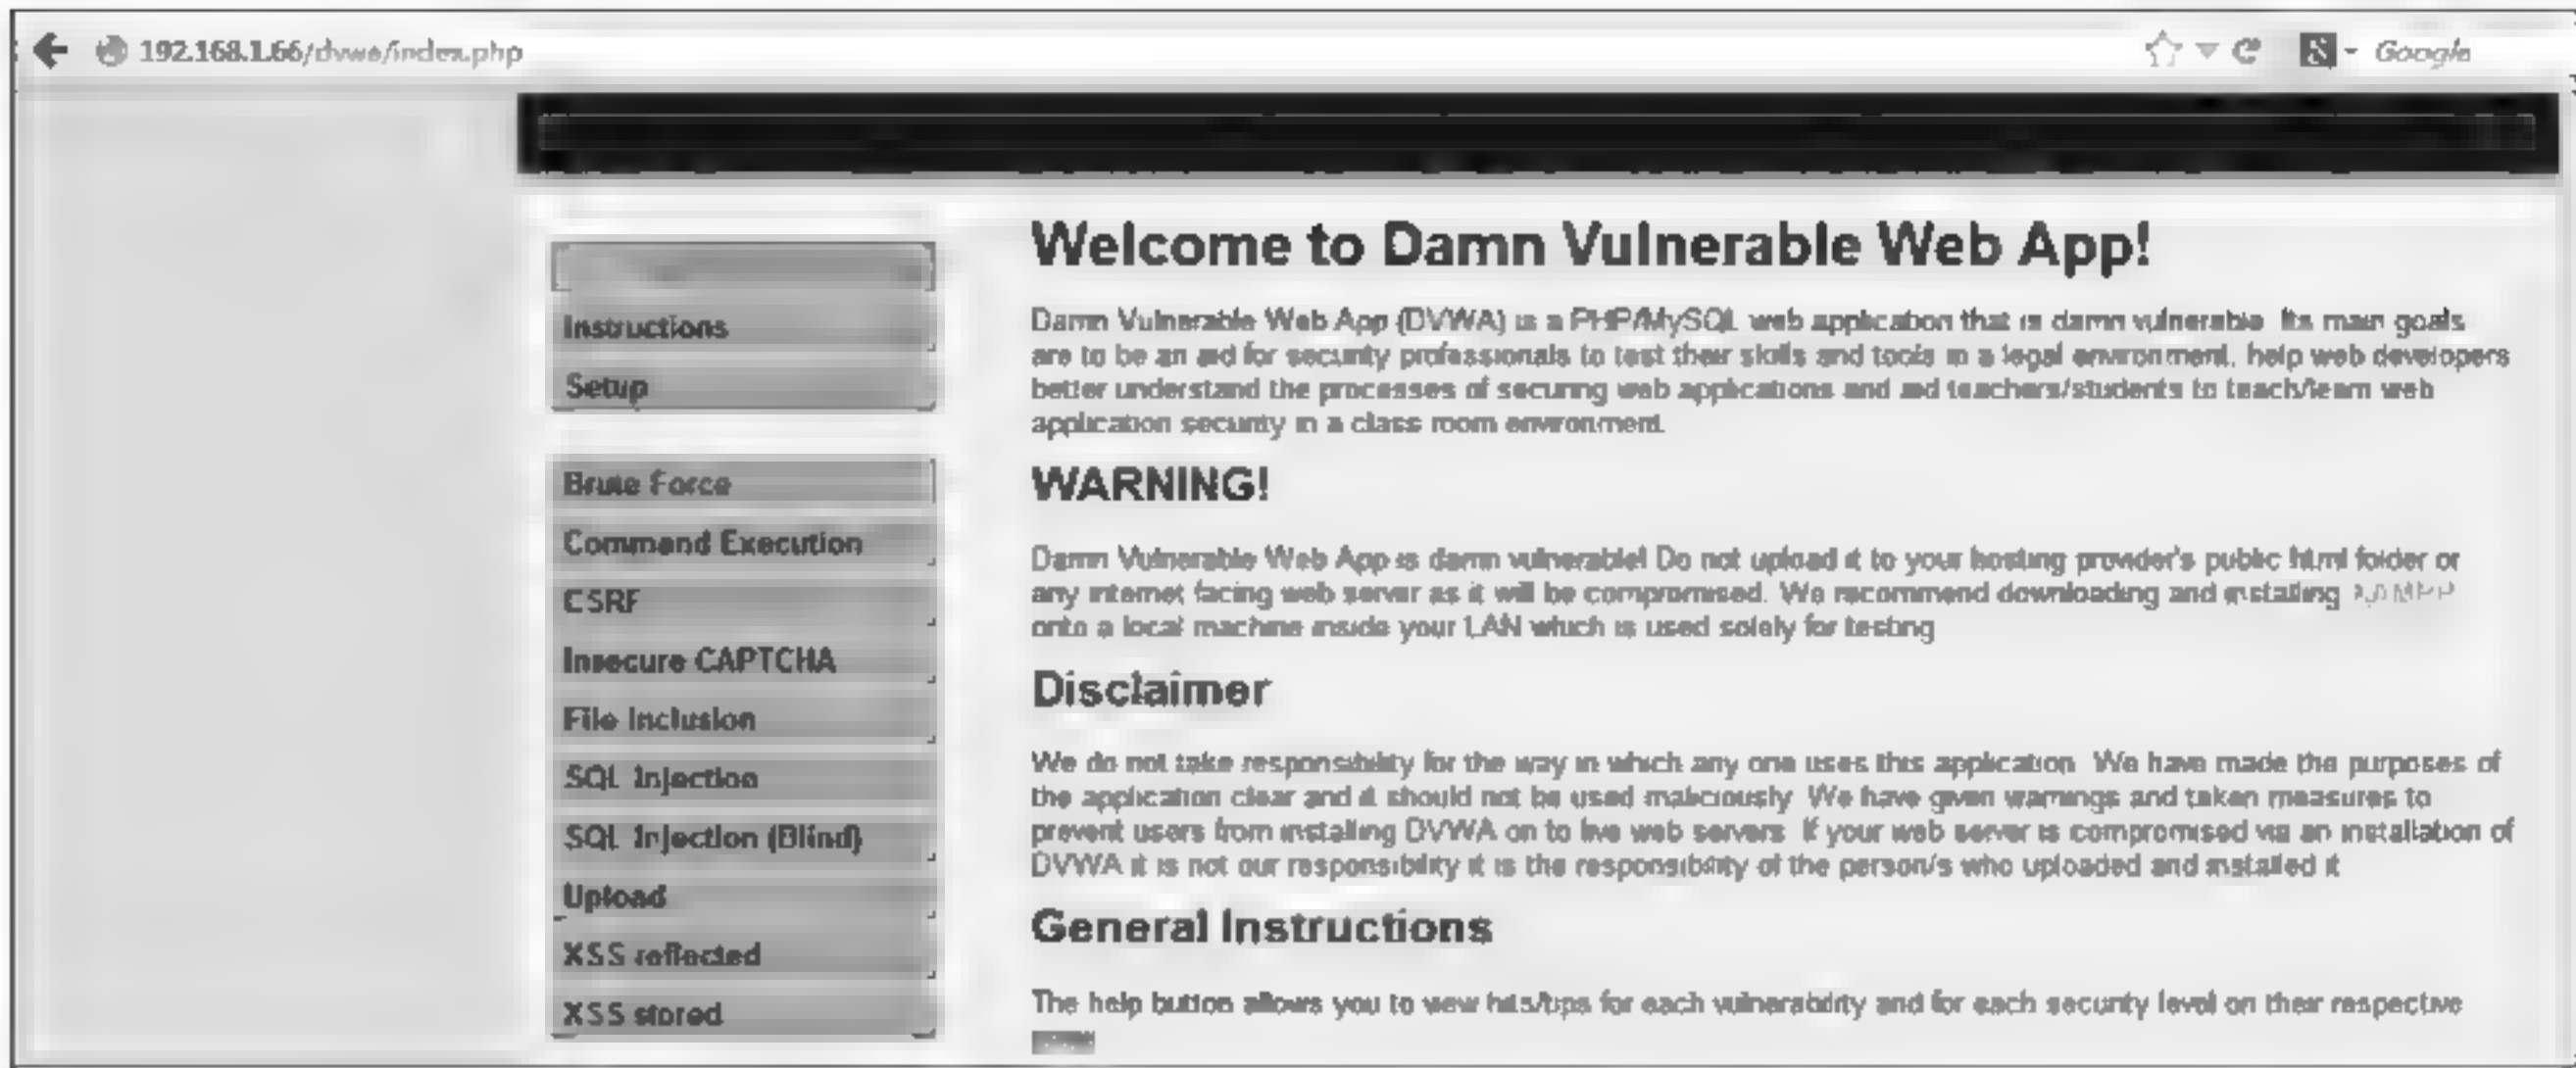 192.168.1.66/dvwa/index.php
Google
Instructions
Setup
Brute Force
Command Execution
CSRF
Insecure CAPTCHA
File Inclusion
SQL Injection
SQL Injection (Blind)
Upload
XSS reflected
XSS stored
Welcome to Damn Vulnerable Web App!
Damn Vulnerable Web App (DVWA) is a PHP/MySQL web application that is damn vulnerable. Its main goals
are to be an aid for security professionals to test their skills and tools in a legal environment, help web developers
better understand the processes of securing web applications and aid teachers/students to teach/learn web
application security in a class room environment.
WARNING!
Damn Vulnerable Web App is damn vulnerable! Do not upload it to your hosting provider's public html folder or
any internet facing web server as it will be compromised. We recommend downloading and installing XAMPP
onto a local machine inside your LAN which is used solely for testing
Disclaimer
We do not take responsibility for the way in which any one uses this application. We have made the purposes of
the application clear and it should not be used maliciously. We have given warnings and taken measures to
prevent users from installing DVWA on to live web servers. If your web server is compromised via an installation of
DVWA it is not our responsibility it is the responsibility of the person/s who uploaded and installed it
General Instructions
The help button allows you to view hits/tips for each vulnerability and for each security level on their respective